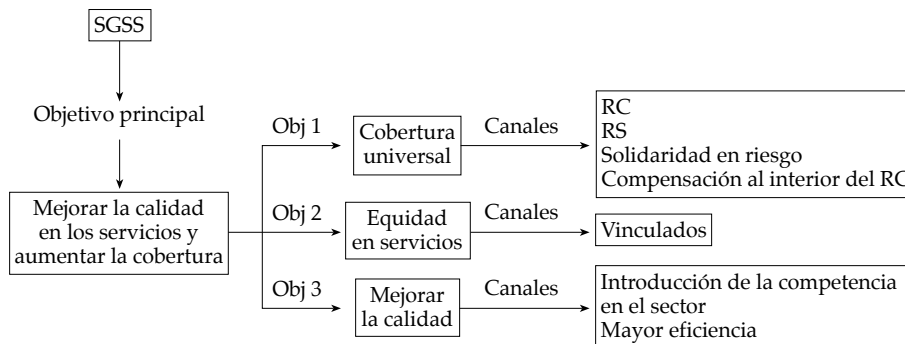 SGSS
Objetivo principal
Mejorar la calidad
en los servicios y
aumentar la cobertura
Obj 1
Cobertura
universal
Canales
RC
RS
Solidaridad en riesgo
Compensación al interior del RC
Obj 2
Equidad
en servicios
Canales
Vinculados
Obj 3
Mejorar
la calidad
Canales
Introducción de la competencia
en el sector
Mayor eficiencia